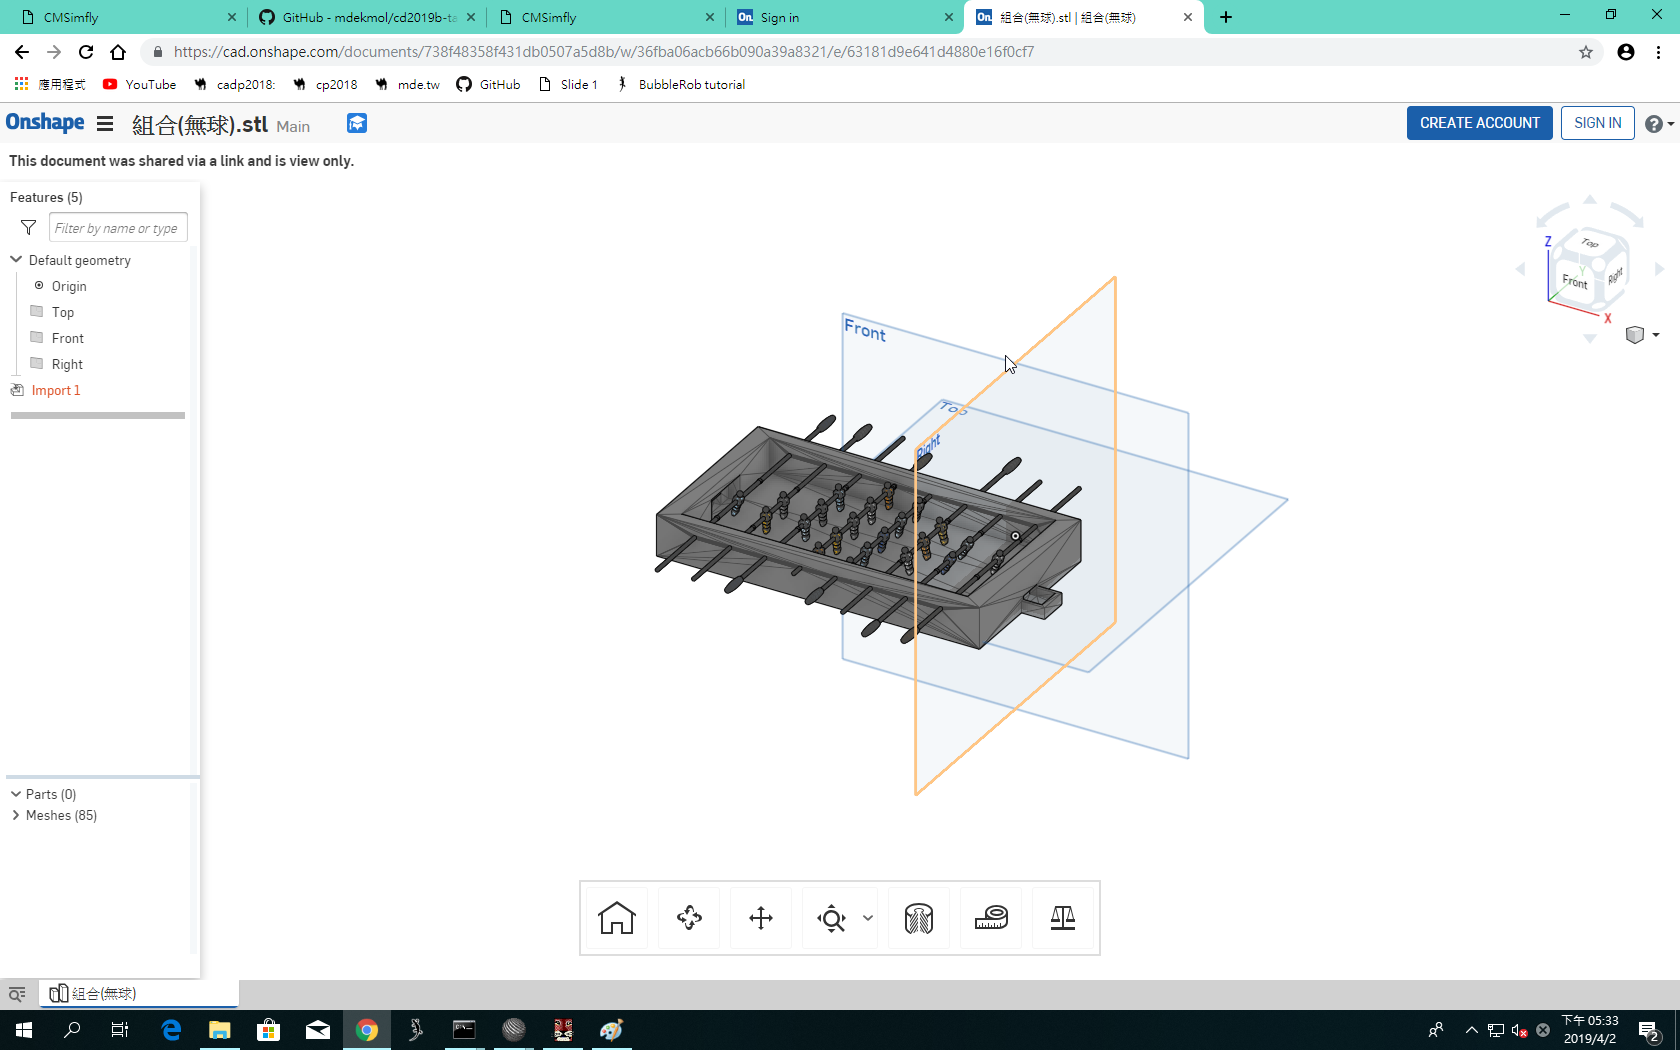 CMSimfly
GitHub - mdekmol/cd2019b-ta
CMSimfly
On. Sign in
On. 組合(無球).stl | 組合(無球)
https://cad.onshape.com/documents/738f48358f431db0507a5d8b/w/36fba06acb66b090a39a8321/e/63181d9e641d4880e16f0cf7
應用程式
YouTube
cadp2018:
cp2018
mde.tw
GitHub
Slide 1
BubbleRob tutorial
Onshape
組合(無球).stl Main
CREATE ACCOUNT
SIGN IN
This document was shared via a link and is view only.
Features (5)
Filter by name or type
Default geometry
Origin
Top
Front
Right
Import 1
Parts (0)
Meshes (85)
Front
Top
Right
Z
Top
Y
Front
Right
X
組合(無球)
下午 05:33
2019/4/2
2